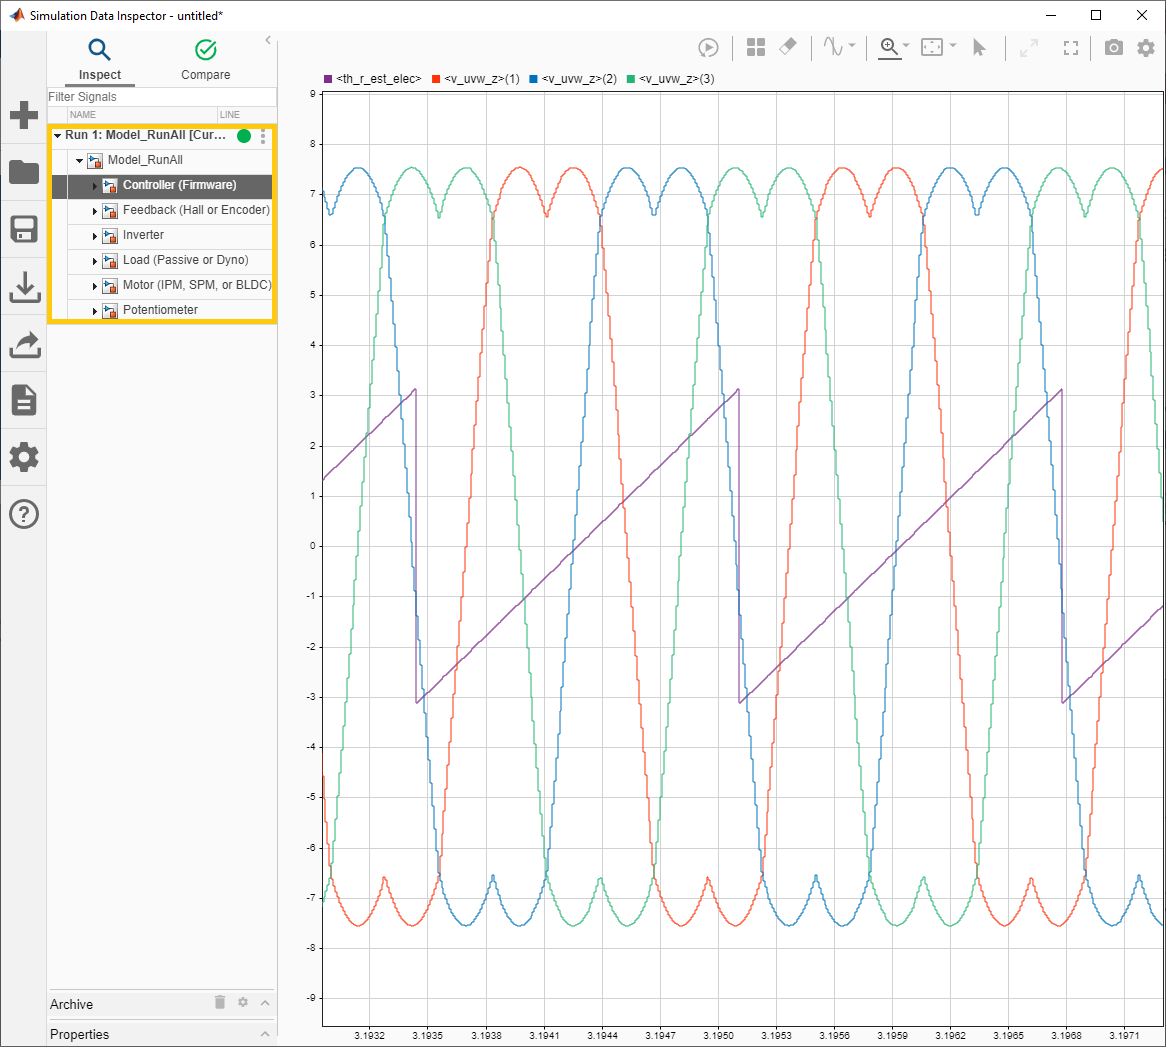 Simulation Data Inspector - untitled*
Inspect
Compare
Filter Signals
NAME LINE
Run 1: Model_RunAll [Cur...
Model_RunAll
Controller (Firmware)
Feedback (Hall or Encoder)
Inverter
Load (Passive or Dyno)
Motor (IPM, SPM, or BLDC)
Potentiometer
Archive
Properties
<th_r_est_elec> <v_uvw_z>(1) <v_uvw_z>(2) <v_uvw_z>(3)
9
8
7
6
5
4
3
2
1
0
-1
-2
-3
-4
-5
-6
-7
-8
-9
3.1932 3.1935 3.1938 3.1941 3.1944 3.1947 3.1950 3.1953 3.1956 3.1959 3.1962 3.1965 3.1968 3.1971